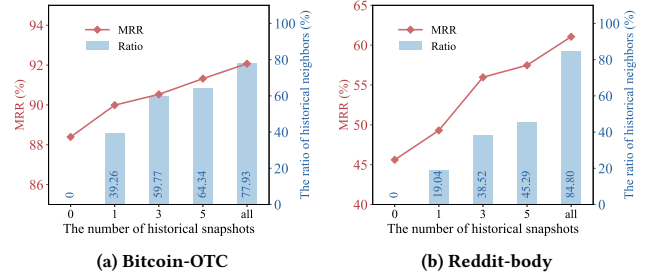 94
92
90
88
86
MRR (%)
MRR
Ratio
0
39.26
59.77
64.34
77.93
100
80
60
40
20
0
The ratio of historical neighbors (%)
0 1 3 5 all
The number of historical snapshots
(a) Bitcoin-OTC
65
60
55
50
45
40
MRR (%)
MRR
Ratio
0
19.04
38.52
45.29
84.80
100
80
60
40
20
0
The ratio of historical neighbors (%)
0 1 3 5 all
The number of historical snapshots
(b) Reddit-body